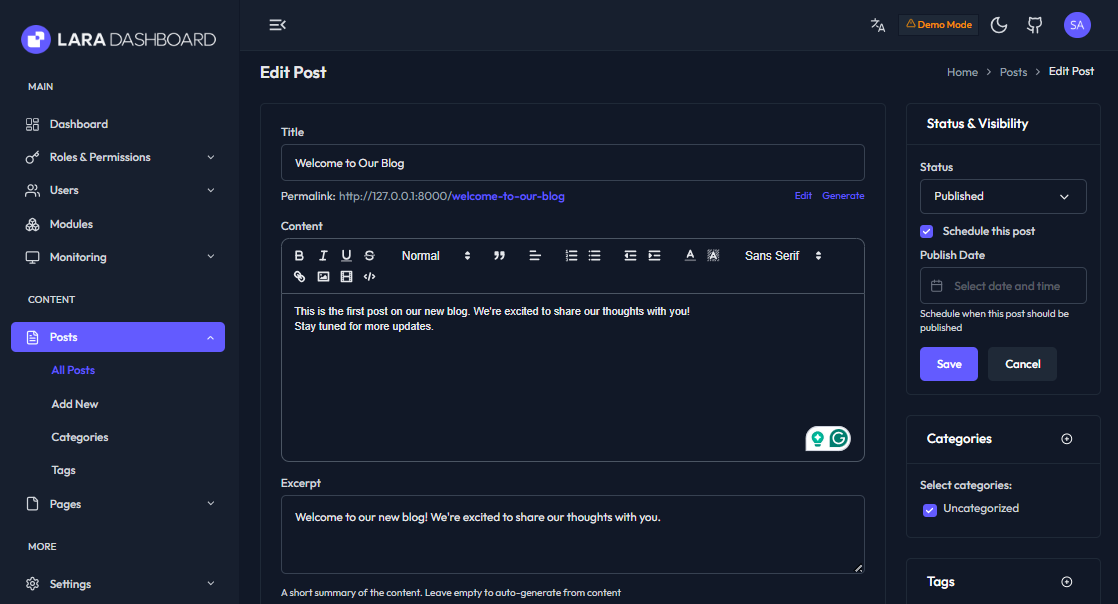 LARA DASHBOARD
MAIN
Dashboard
Roles & Permissions
Users
Modules
Monitoring
CONTENT
Posts
All Posts
Add New
Categories
Tags
Pages
MORE
Settings
Demo Mode
SA
Edit Post
Home > Posts > Edit Post
Title
Welcome to Our Blog
Permalink: http://127.0.0.1:8000/welcome-to-our-blog
Edit Generate
Content
Normal
Sans Serif
This is the first post on our new blog. We're excited to share our thoughts with you!
Stay tuned for more updates.
Excerpt
Welcome to our new blog! We're excited to share our thoughts with you.
A short summary of the content. Leave empty to auto-generate from content
Status & Visibility
Status
Published
Schedule this post
Publish Date
Select date and time
Schedule when this post should be
published
Save Cancel
Categories
Select categories:
Uncategorized
Tags